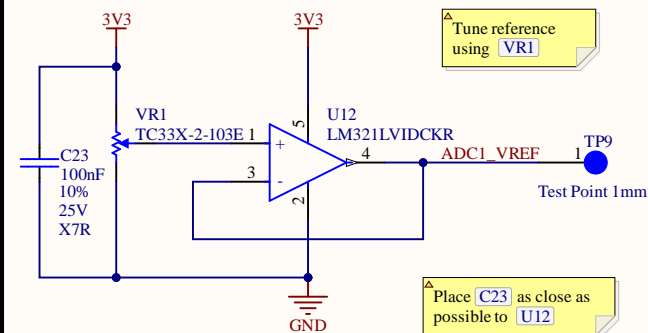 3V3
3V3
Tune reference
using VR1
VR1
TC33X-2-103E
1
+
5
U12
LM321LVIDCKR
3
-
2
4
ADC1_VREF
1
TP9
Test Point 1mm
C23
100nF
10%
25V
X7R
GND
Place C23 as close as
possible to U12